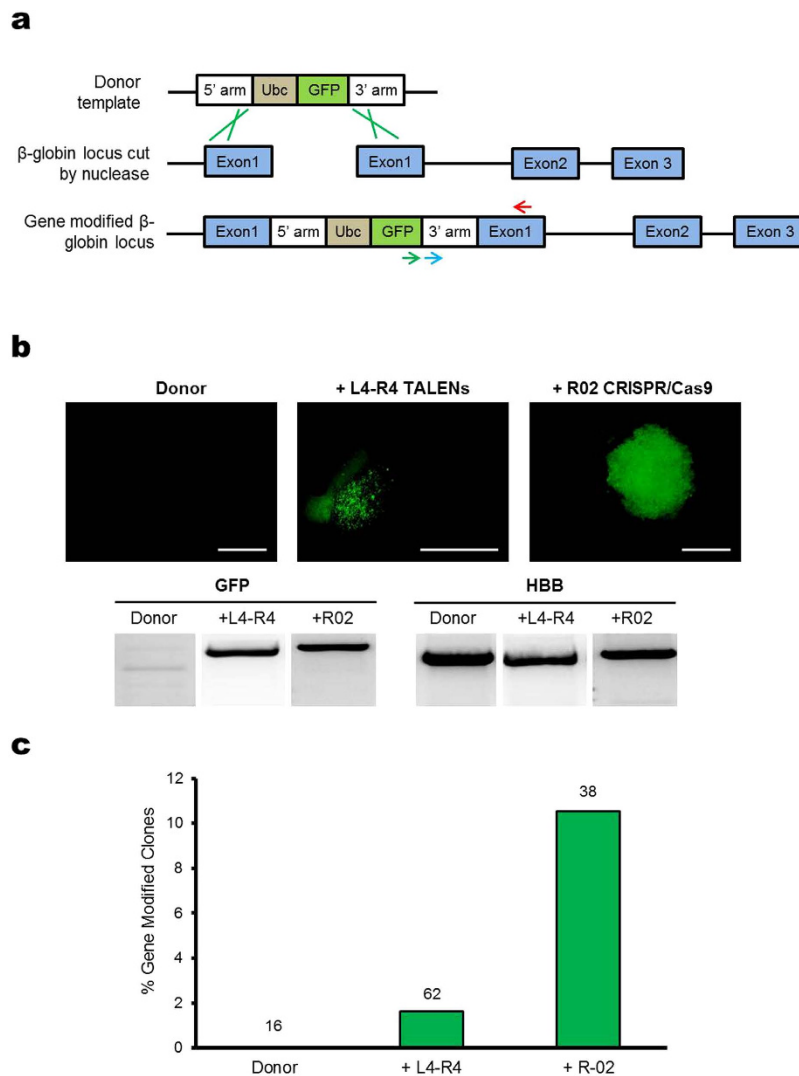 a
Donor
template
5' arm Ubc GFP 3' arm
β-globin locus cut
by nuclease
Exon1 Exon1 Exon2 Exon 3
Gene modified β-
globin locus
Exon1 5' arm Ubc GFP 3' arm Exon1 Exon2 Exon 3
b
Donor + L4-R4 TALENs + R02 CRISPR/Cas9
GFP HBB
Donor +L4-R4 +R02 Donor +L4-R4 +R02
c
% Gene Modified Clones
12
10
8
6
4
2
0
16 62 38
Donor + L4-R4 + R-02